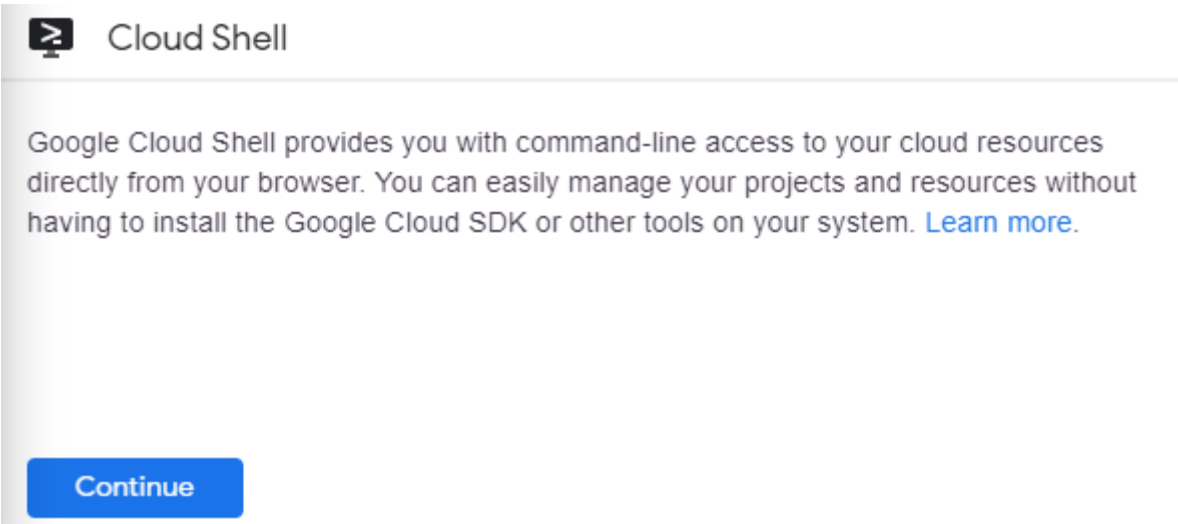 Cloud Shell
Google Cloud Shell provides you with command-line access to your cloud resources
directly from your browser. You can easily manage your projects and resources without
having to install the Google Cloud SDK or other tools on your system. Learn more.
Continue